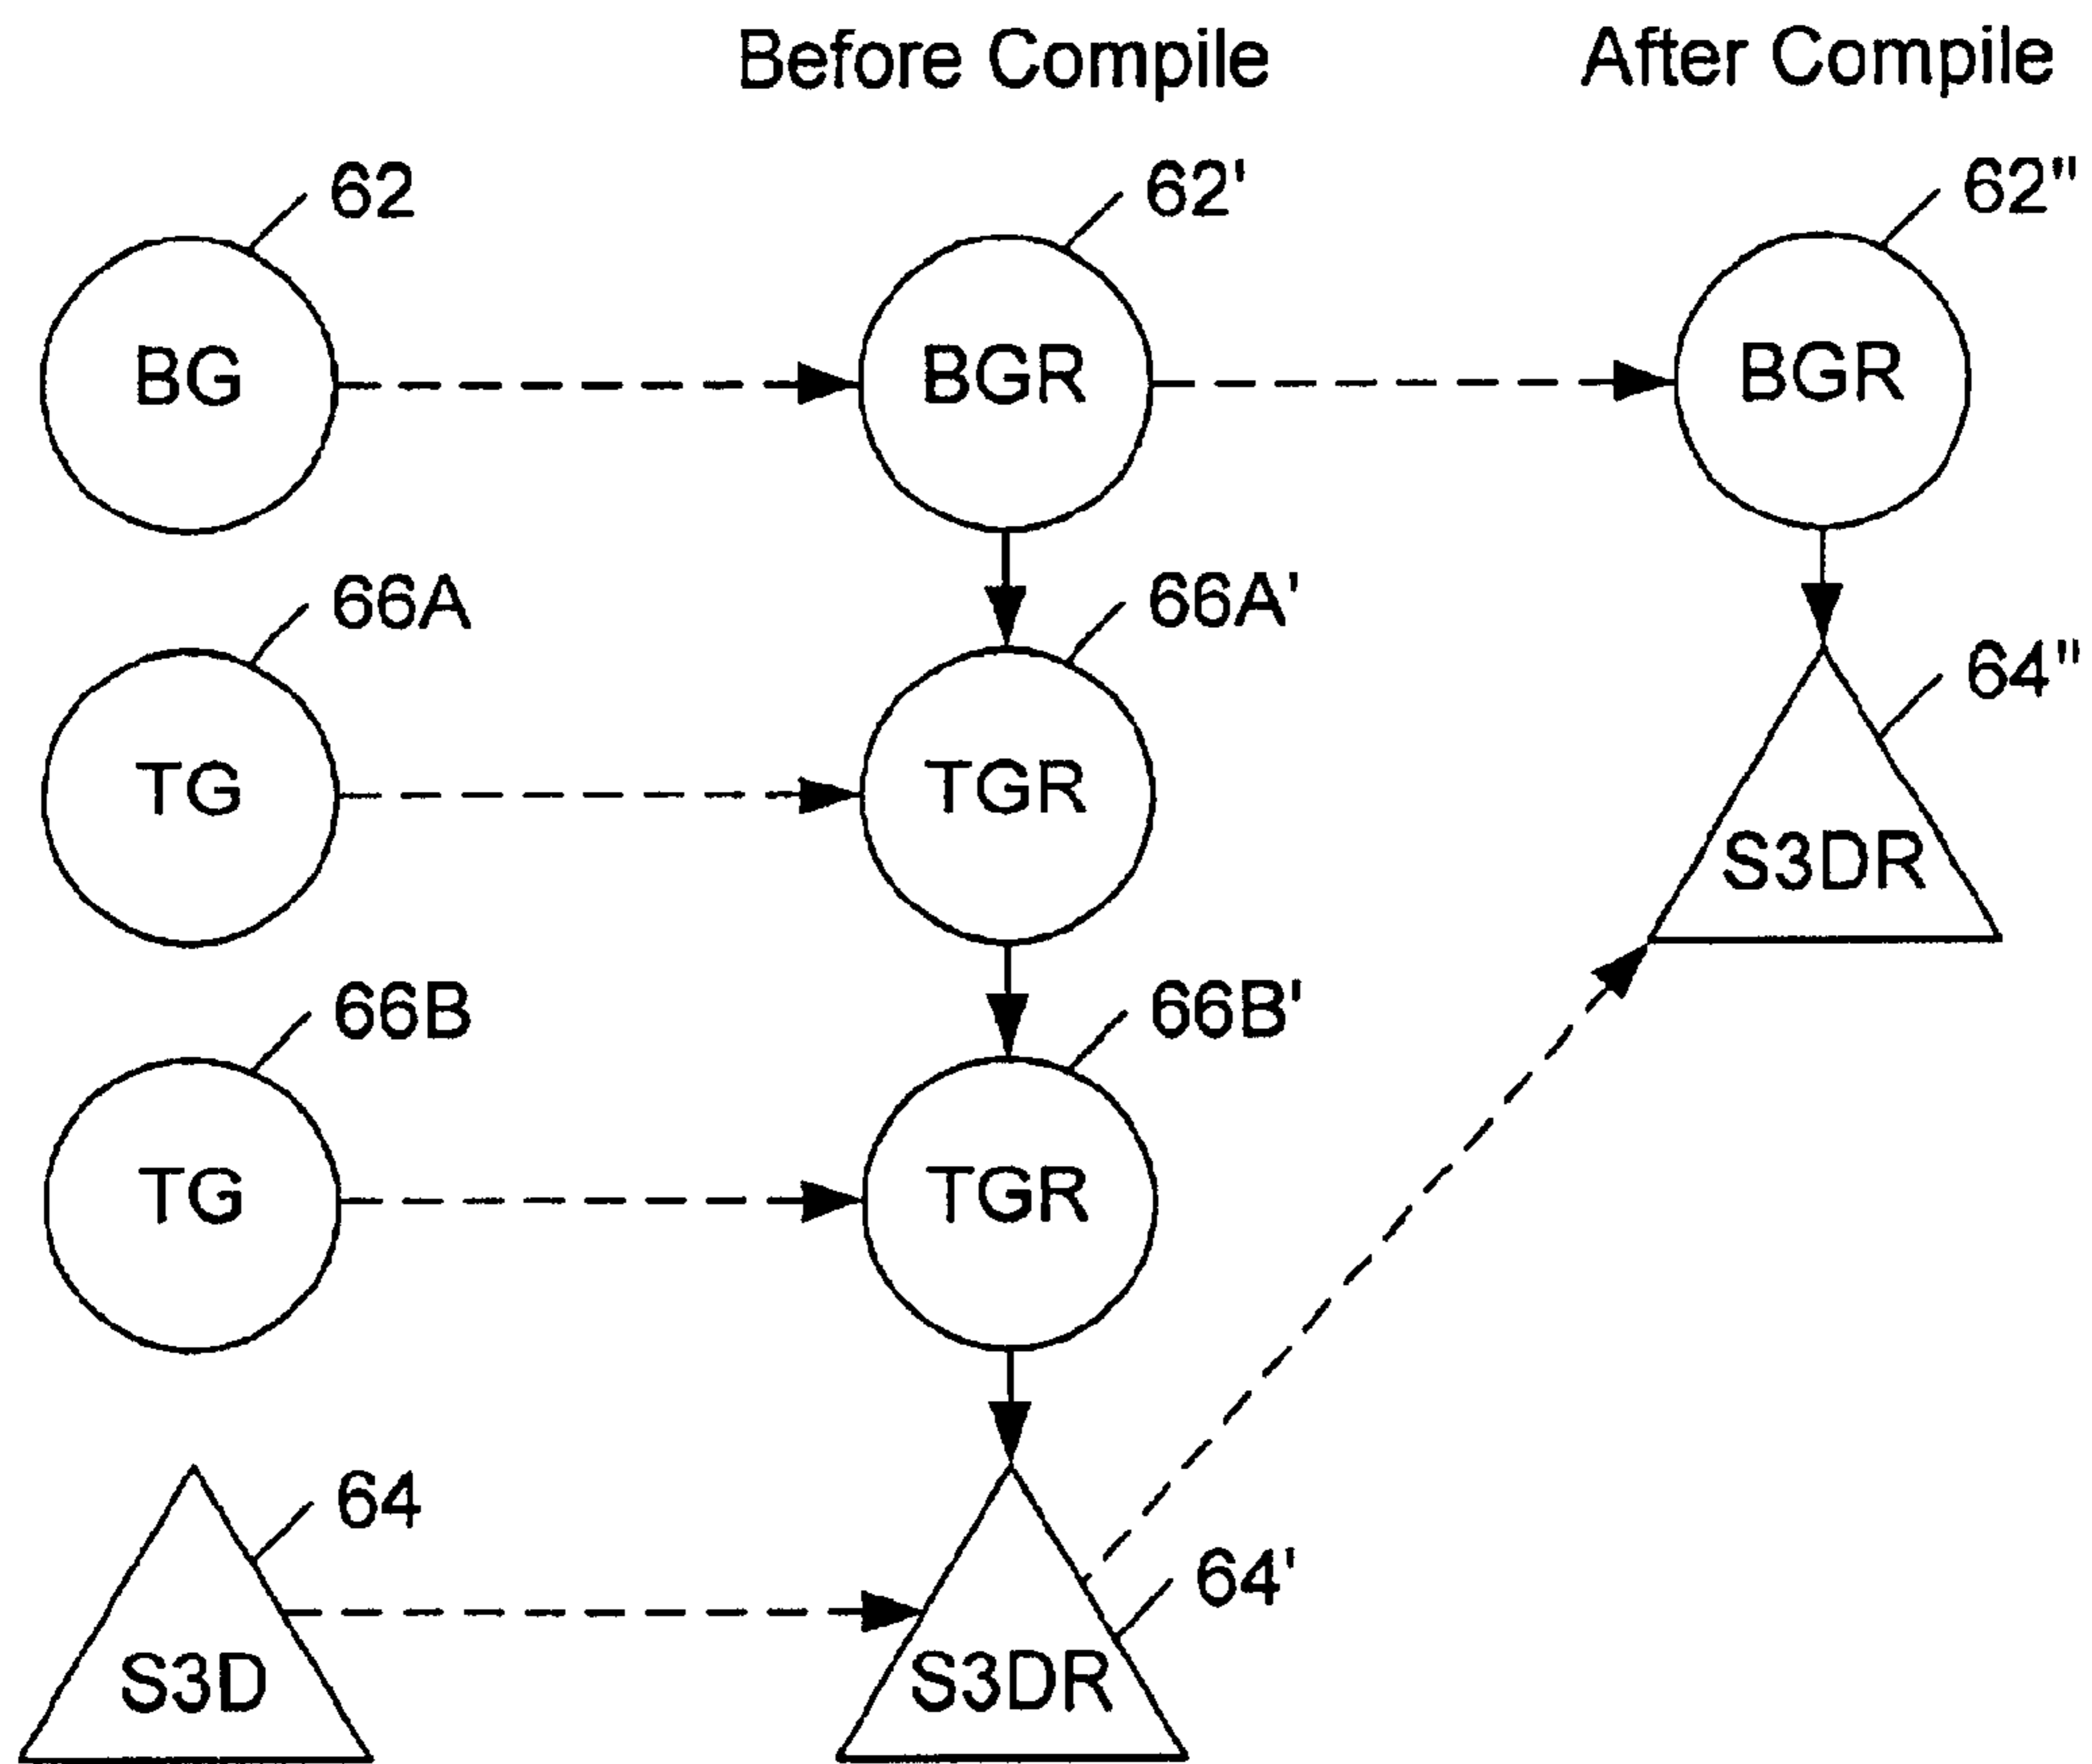 Before Compile
After Compile
62
62'
62"
BG
BGR
BGR
66A
66A'
64"
TG
TGR
S3DR
66B
66B'
TG
TGR
64
64'
S3D
S3DR